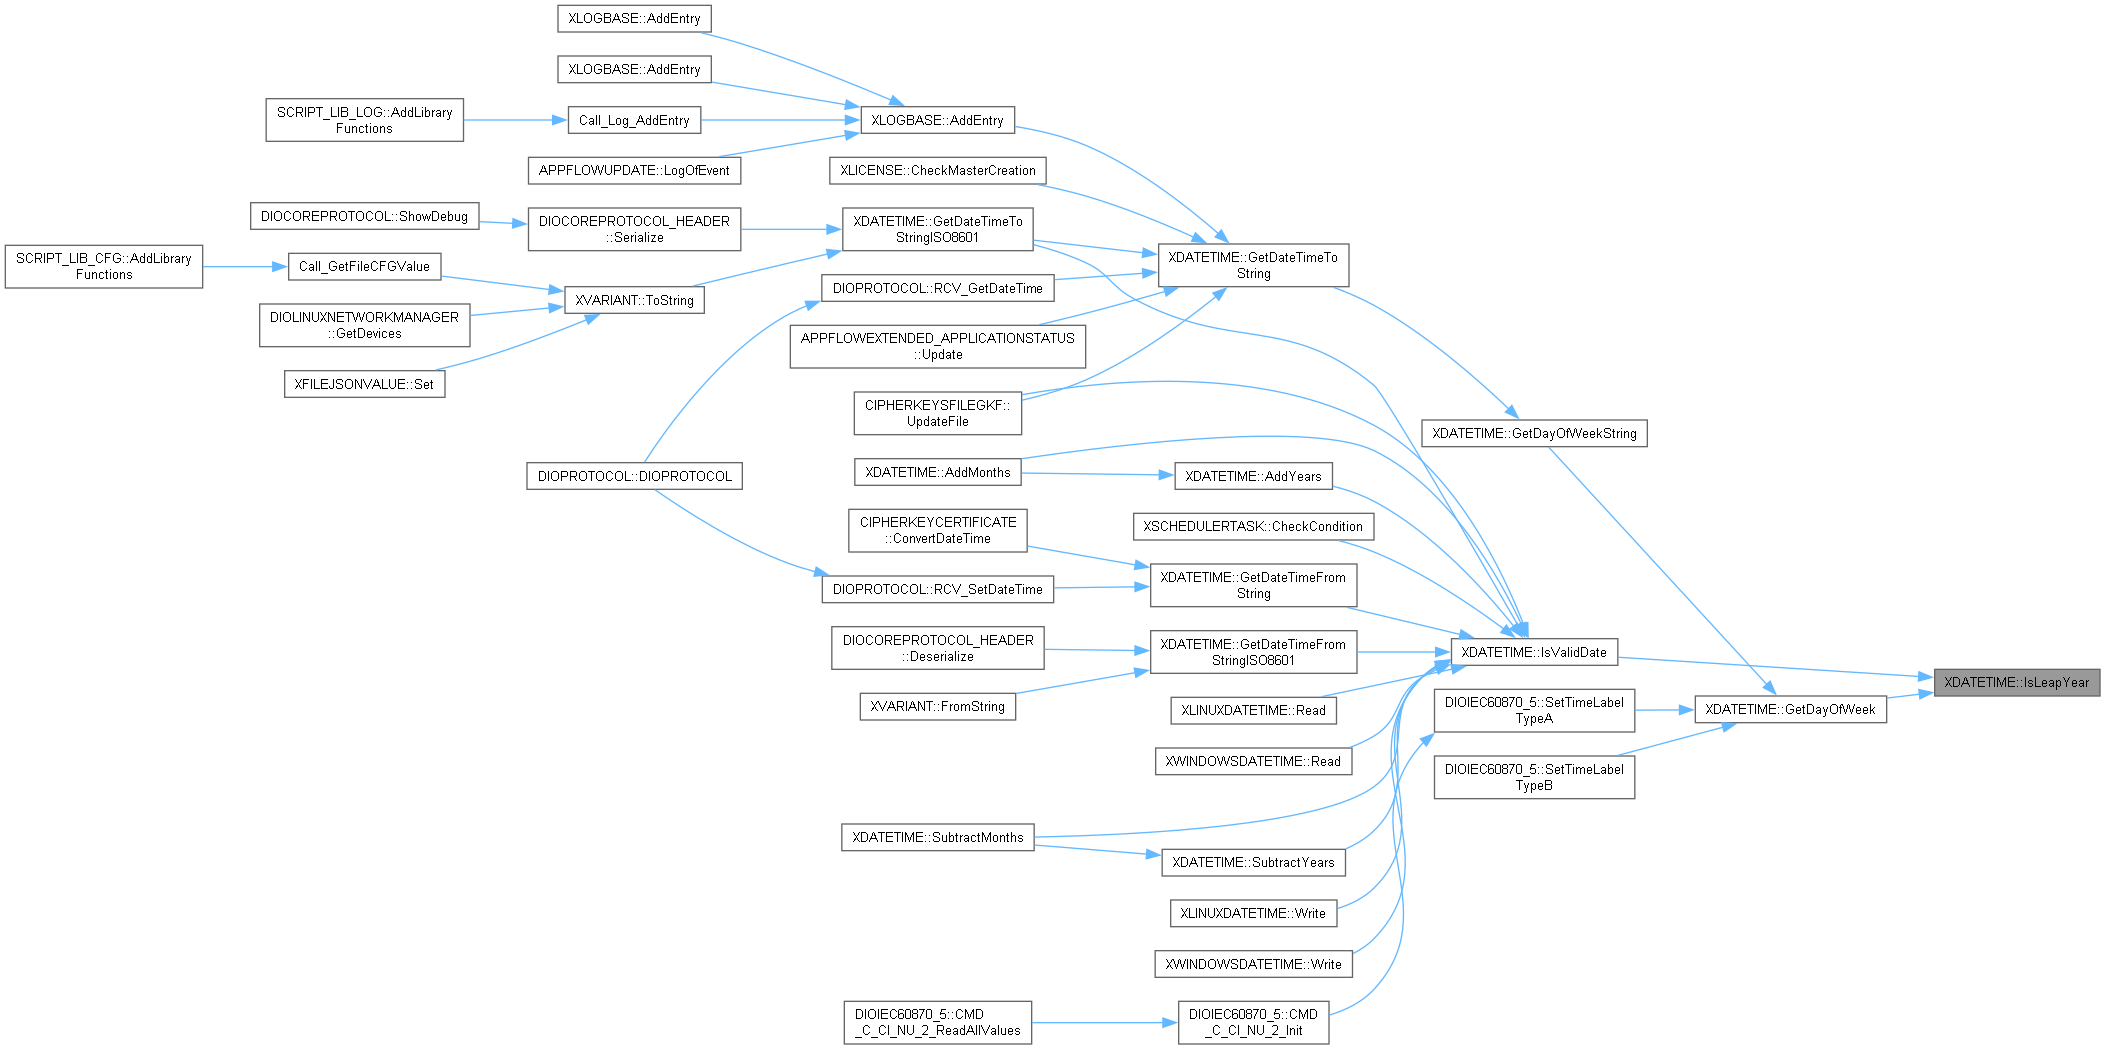 XLOGBASE::AddEntry
XLOGBASE::AddEntry
SCRIPT_LIB_LOG::AddLibrary
Functions
Call_Log_AddEntry
XLOGBASE::AddEntry
APPFLOWUPDATE::LogOfEvent
XLICENSE::CheckMasterCreation
DIOCOREPROTOCOL::ShowDebug
DIOCOREPROTOCOL_HEADER
::Serialize
XDATETIME::GetDateTimeTo
StringISO8601
SCRIPT_LIB_CFG::AddLibrary
Functions
Call_GetFileCFGValue
XDATETIME::GetDateTimeTo
String
DIOPROTOCOL::RCV_GetDateTime
XVARIANT::ToString
DIOLINUXNETWORKMANAGER
::GetDevices
APPFLOWEXTENDED_APPLICATIONSTATUS
::Update
XFILEJSONVALUE::Set
CIPHERKEYSFILEGKF::
UpdateFile
XDATETIME::GetDayOfWeekString
DIOPROTOCOL::DIOPROTOCOL
XDATETIME::AddMonths
XDATETIME::AddYears
CIPHERKEYCERTIFICATE
::ConvertDateTime
XSCHEDULERTASK::CheckCondition
DIOPROTOCOL::RCV_SetDateTime
XDATETIME::GetDateTimeFrom
String
DIOCOREPROTOCOL_HEADER
::Deserialize
XDATETIME::GetDateTimeFrom
StringISO8601
XDATETIME::IsValidDate
XDATETIME::IsLeapYear
XVARIANT::FromString
XLINUXDATETIME::Read
DIOIEC60870_5::SetTimeLabel
TypeA
XDATETIME::GetDayOfWeek
XWINDOWSDATETIME::Read
DIOIEC60870_5::SetTimeLabel
TypeB
XDATETIME::SubtractMonths
XDATETIME::SubtractYears
XLINUXDATETIME::Write
XWINDOWSDATETIME::Write
DIOIEC60870_5::CMD
_C_CI_NU_2_ReadAllValues
DIOIEC60870_5::CMD
_C_CI_NU_2_Init